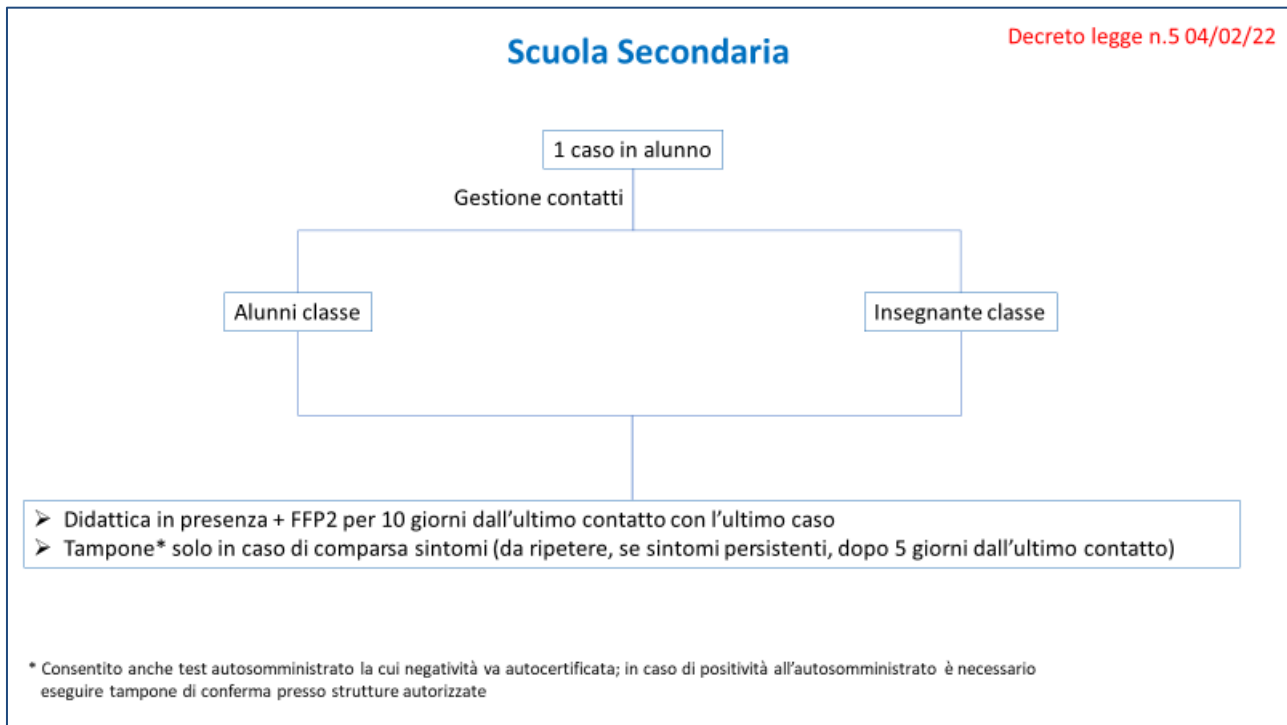 Scuola Secondaria
Decreto legge n.5 04/02/22
1 caso in alunno
Gestione contatti
Alunni classe
Insegnante classe
➢ Didattica in presenza + FFP2 per 10 giorni dall'ultimo contatto con l'ultimo caso
➢ Tampone* solo in caso di comparsa sintomi (da ripetere, se sintomi persistenti, dopo 5 giorni dall'ultimo contatto)
* Consentito anche test autosomministrato la cui negatività va autocertificata; in caso di positività all'autosomministrato è necessario
eseguire tampone di conferma presso strutture autorizzate